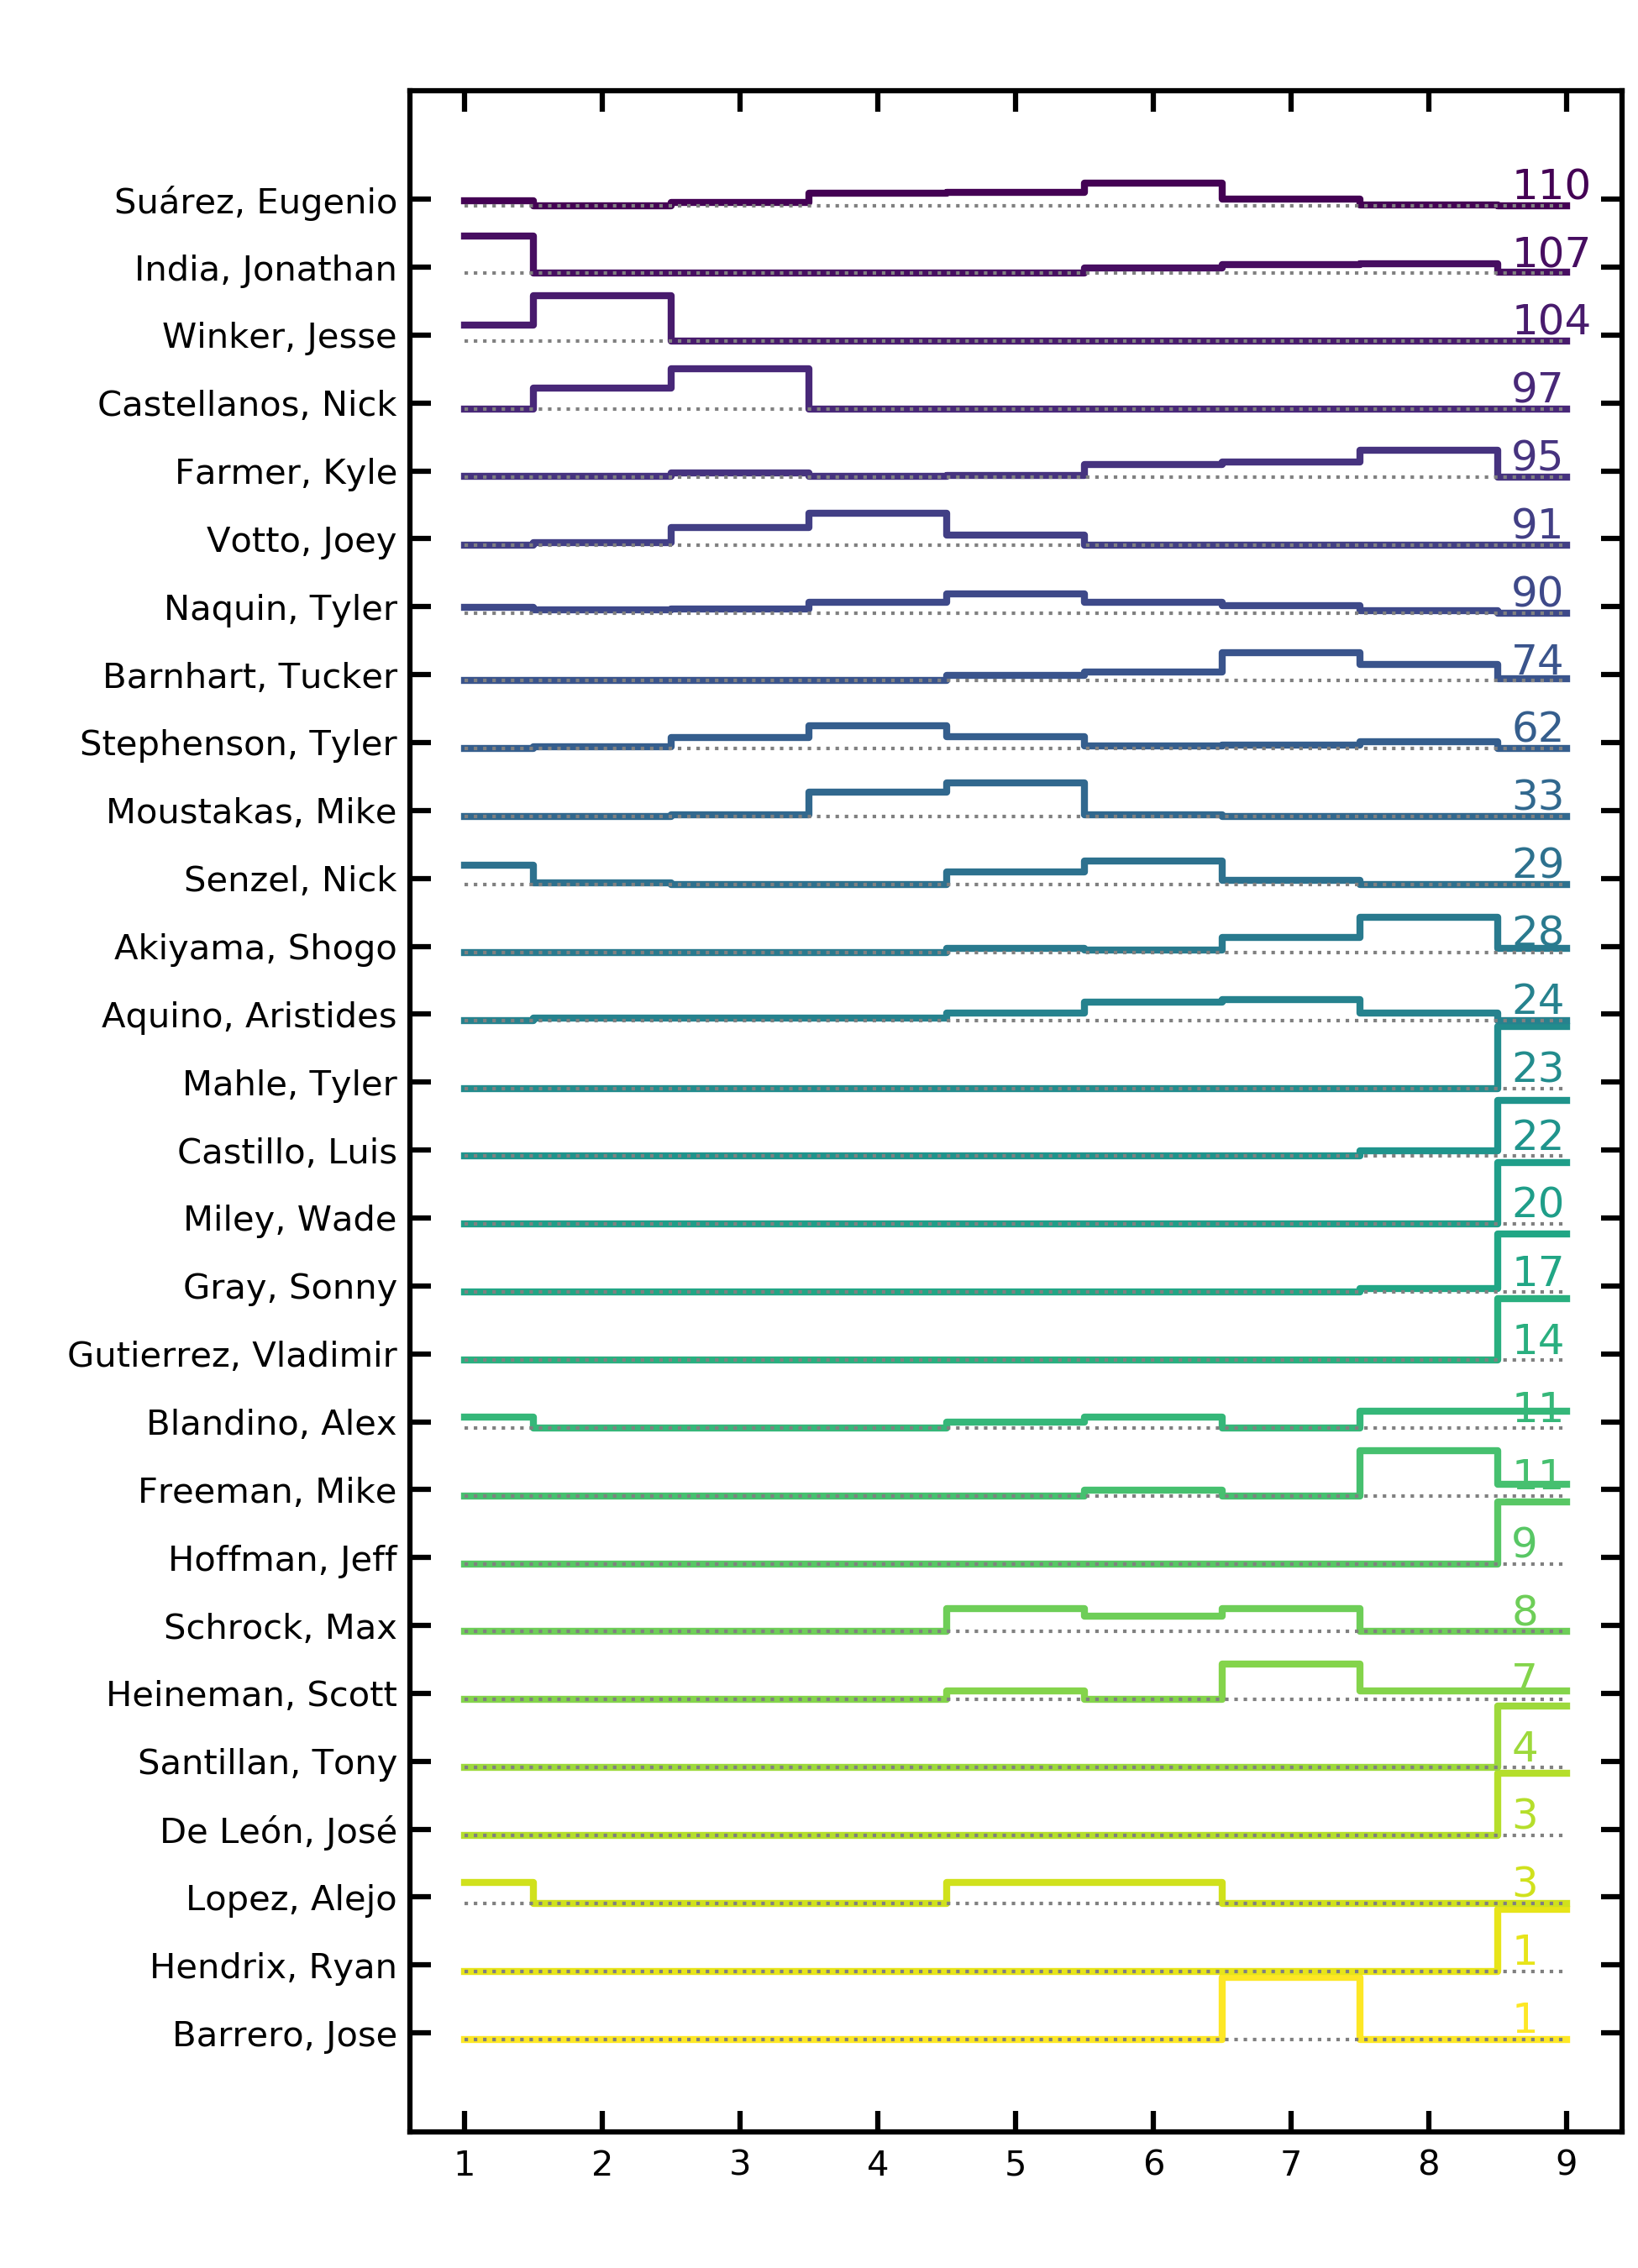 Suárez, Eugenio 110
India, Jonathan 107
Winker, Jesse 104
Castellanos, Nick 97
Farmer, Kyle 95
Votto, Joey 91
Naquin, Tyler 90
Barnhart, Tucker 74
Stephenson, Tyler 62
Moustakas, Mike 33
Senzel, Nick 29
Akiyama, Shogo 28
Aquino, Aristides 24
Mahle, Tyler 23
Castillo, Luis 22
Miley, Wade 20
Gray, Sonny 17
Gutierrez, Vladimir 14
Blandino, Alex 11
Freeman, Mike 11
Hoffman, Jeff 9
Schrock, Max 8
Heineman, Scott 7
Santillan, Tony 4
De León, José 3
Lopez, Alejo 3
Hendrix, Ryan 1
Barrero, Jose 1
1 2 3 4 5 6 7 8 9